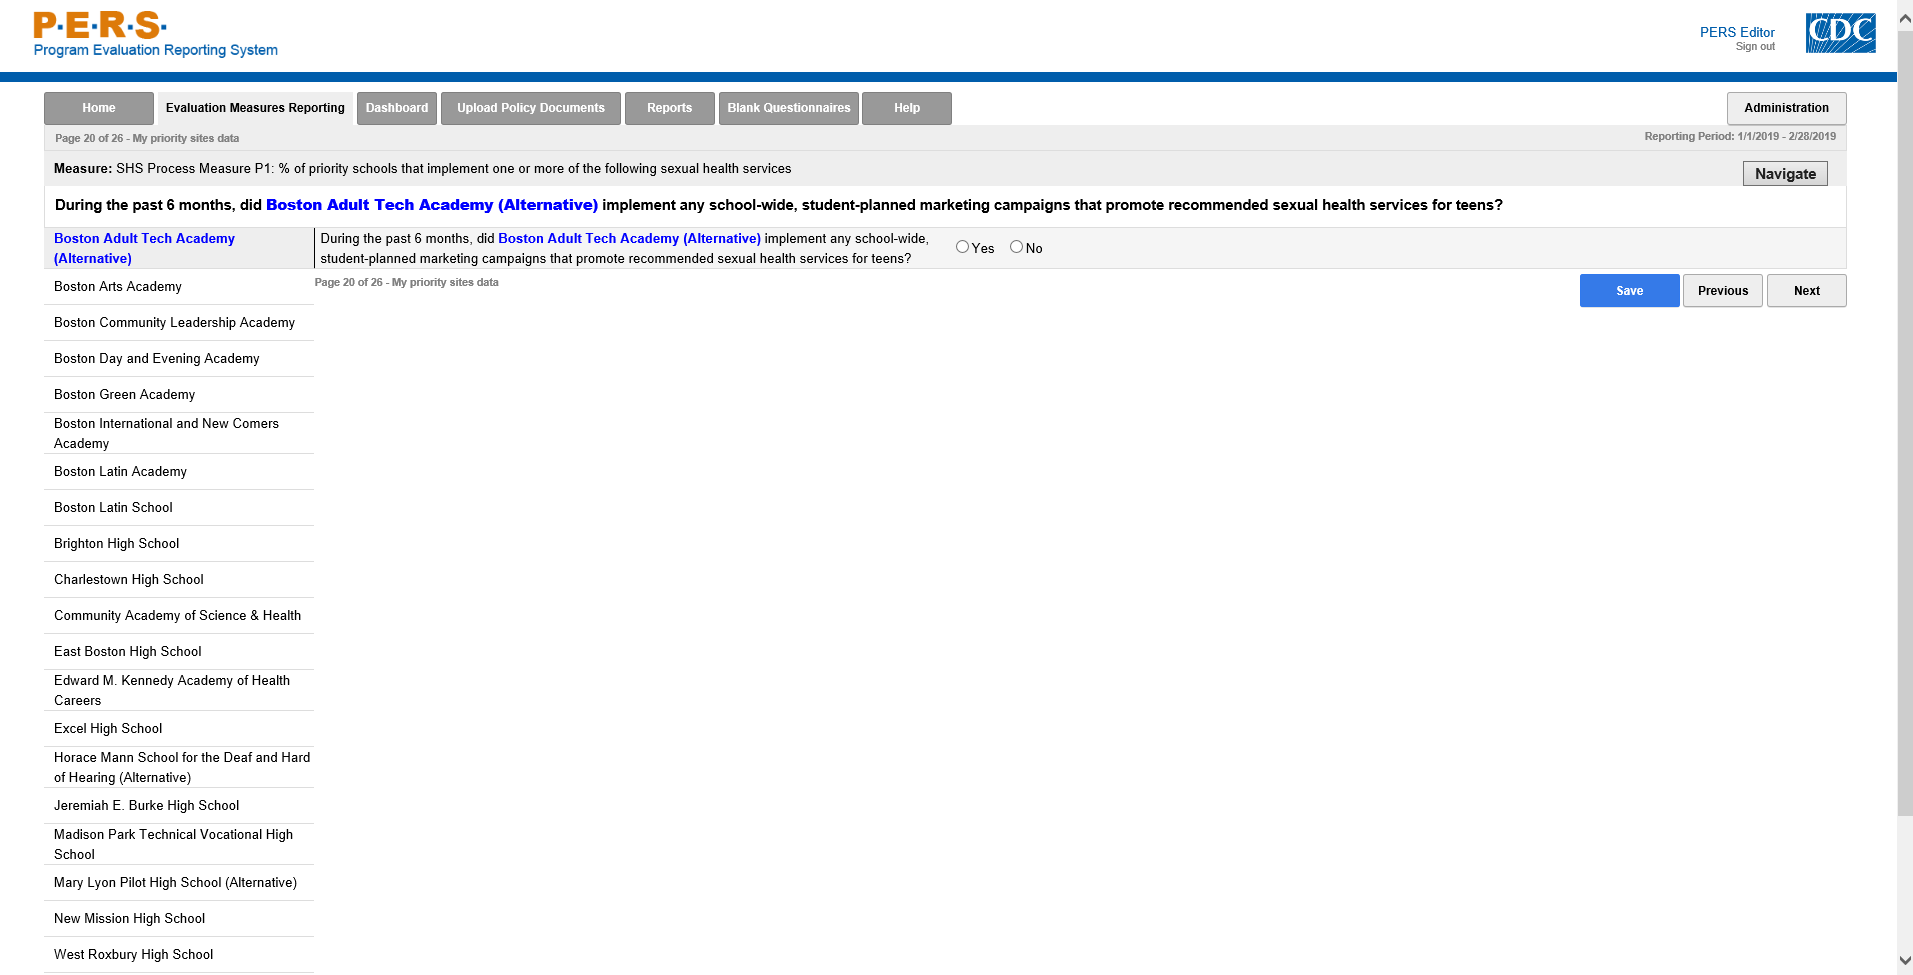 P.E.R.S.
Program Evaluation Reporting System
PERS Editor
Sign out
CDC
Home
Evaluation Measures Reporting
Dashboard
Upload Policy Documents
Reports
Blank Questionnaires
Help
Administration
Page 20 of 26 - My priority sites data
Reporting Period: 1/1/2019 - 2/28/2019
Measure: SHS Process Measure P1: % of priority schools that implement one or more of the following sexual health services
Navigate
During the past 6 months, did Boston Adult Tech Academy (Alternative) implement any school-wide, student-planned marketing campaigns that promote recommended sexual health services for teens?
Boston Adult Tech Academy
(Alternative)
During the past 6 months, did Boston Adult Tech Academy (Alternative) implement any school-wide,
student-planned marketing campaigns that promote recommended sexual health services for teens?
Yes
No
Page 20 of 26 - My priority sites data
Save
Previous
Next
Boston Arts Academy
Boston Community Leadership Academy
Boston Day and Evening Academy
Boston Green Academy
Boston International and New Comers
Academy
Boston Latin Academy
Boston Latin School
Brighton High School
Charlestown High School
Community Academy of Science & Health
East Boston High School
Edward M. Kennedy Academy of Health
Careers
Excel High School
Horace Mann School for the Deaf and Hard
of Hearing (Alternative)
Jeremiah E. Burke High School
Madison Park Technical Vocational High
School
Mary Lyon Pilot High School (Alternative)
New Mission High School
West Roxbury High School